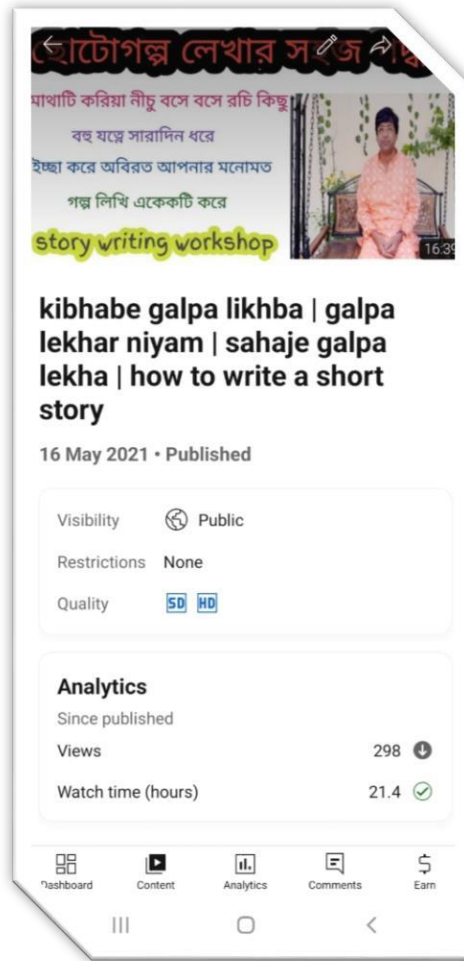 ছোটোগল্প লেখার সহজ
মাথাটি করিয়া নীচু বসে বসে রচি কিছু
বহু যত্নে সারাদিন ধরে
ইচ্ছা করে অবিরত আপনার মনোমত
গল্প লিখি একেকটি করে
story writing workshop
16:39
kibhabe galpa likhba | galpa
lekhar niyam | sahaje galpa
lekha | how to write a short
story
16 May 2021 • Published
Visibility Public
Restrictions None
Quality SD HD
Analytics
Since published
Views 298
Watch time (hours) 21.4
Dashboard Content Analytics Comments Earn